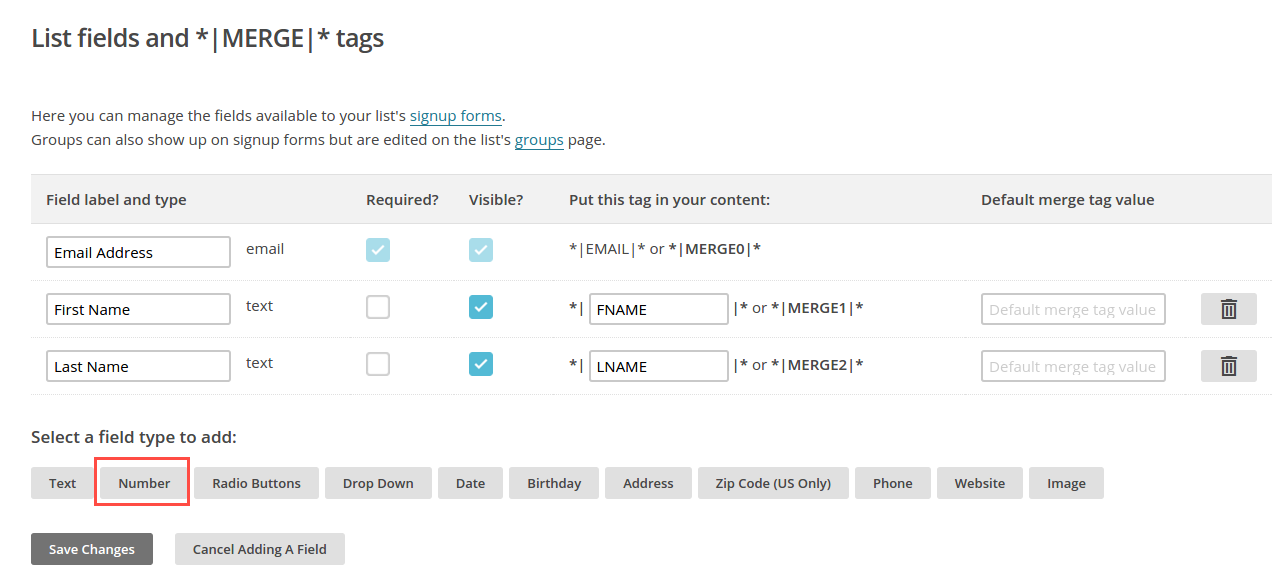 List fields and *|MERGE|* tags
Here you can manage the fields available to your list's signup forms.
Groups can also show up on signup forms but are edited on the list's groups page.
Field label and type Required? Visible? Put this tag in your content: Default merge tag value
Email Address email *|EMAIL|* or *|MERGE0|*
First Name text *| FNAME |* or *|MERGE1|* Default merge tag value
Last Name text *| LNAME |* or *|MERGE2|* Default merge tag value
Select a field type to add:
Text Number Radio Buttons Drop Down Date Birthday Address Zip Code (US Only) Phone Website Image
Save Changes Cancel Adding A Field